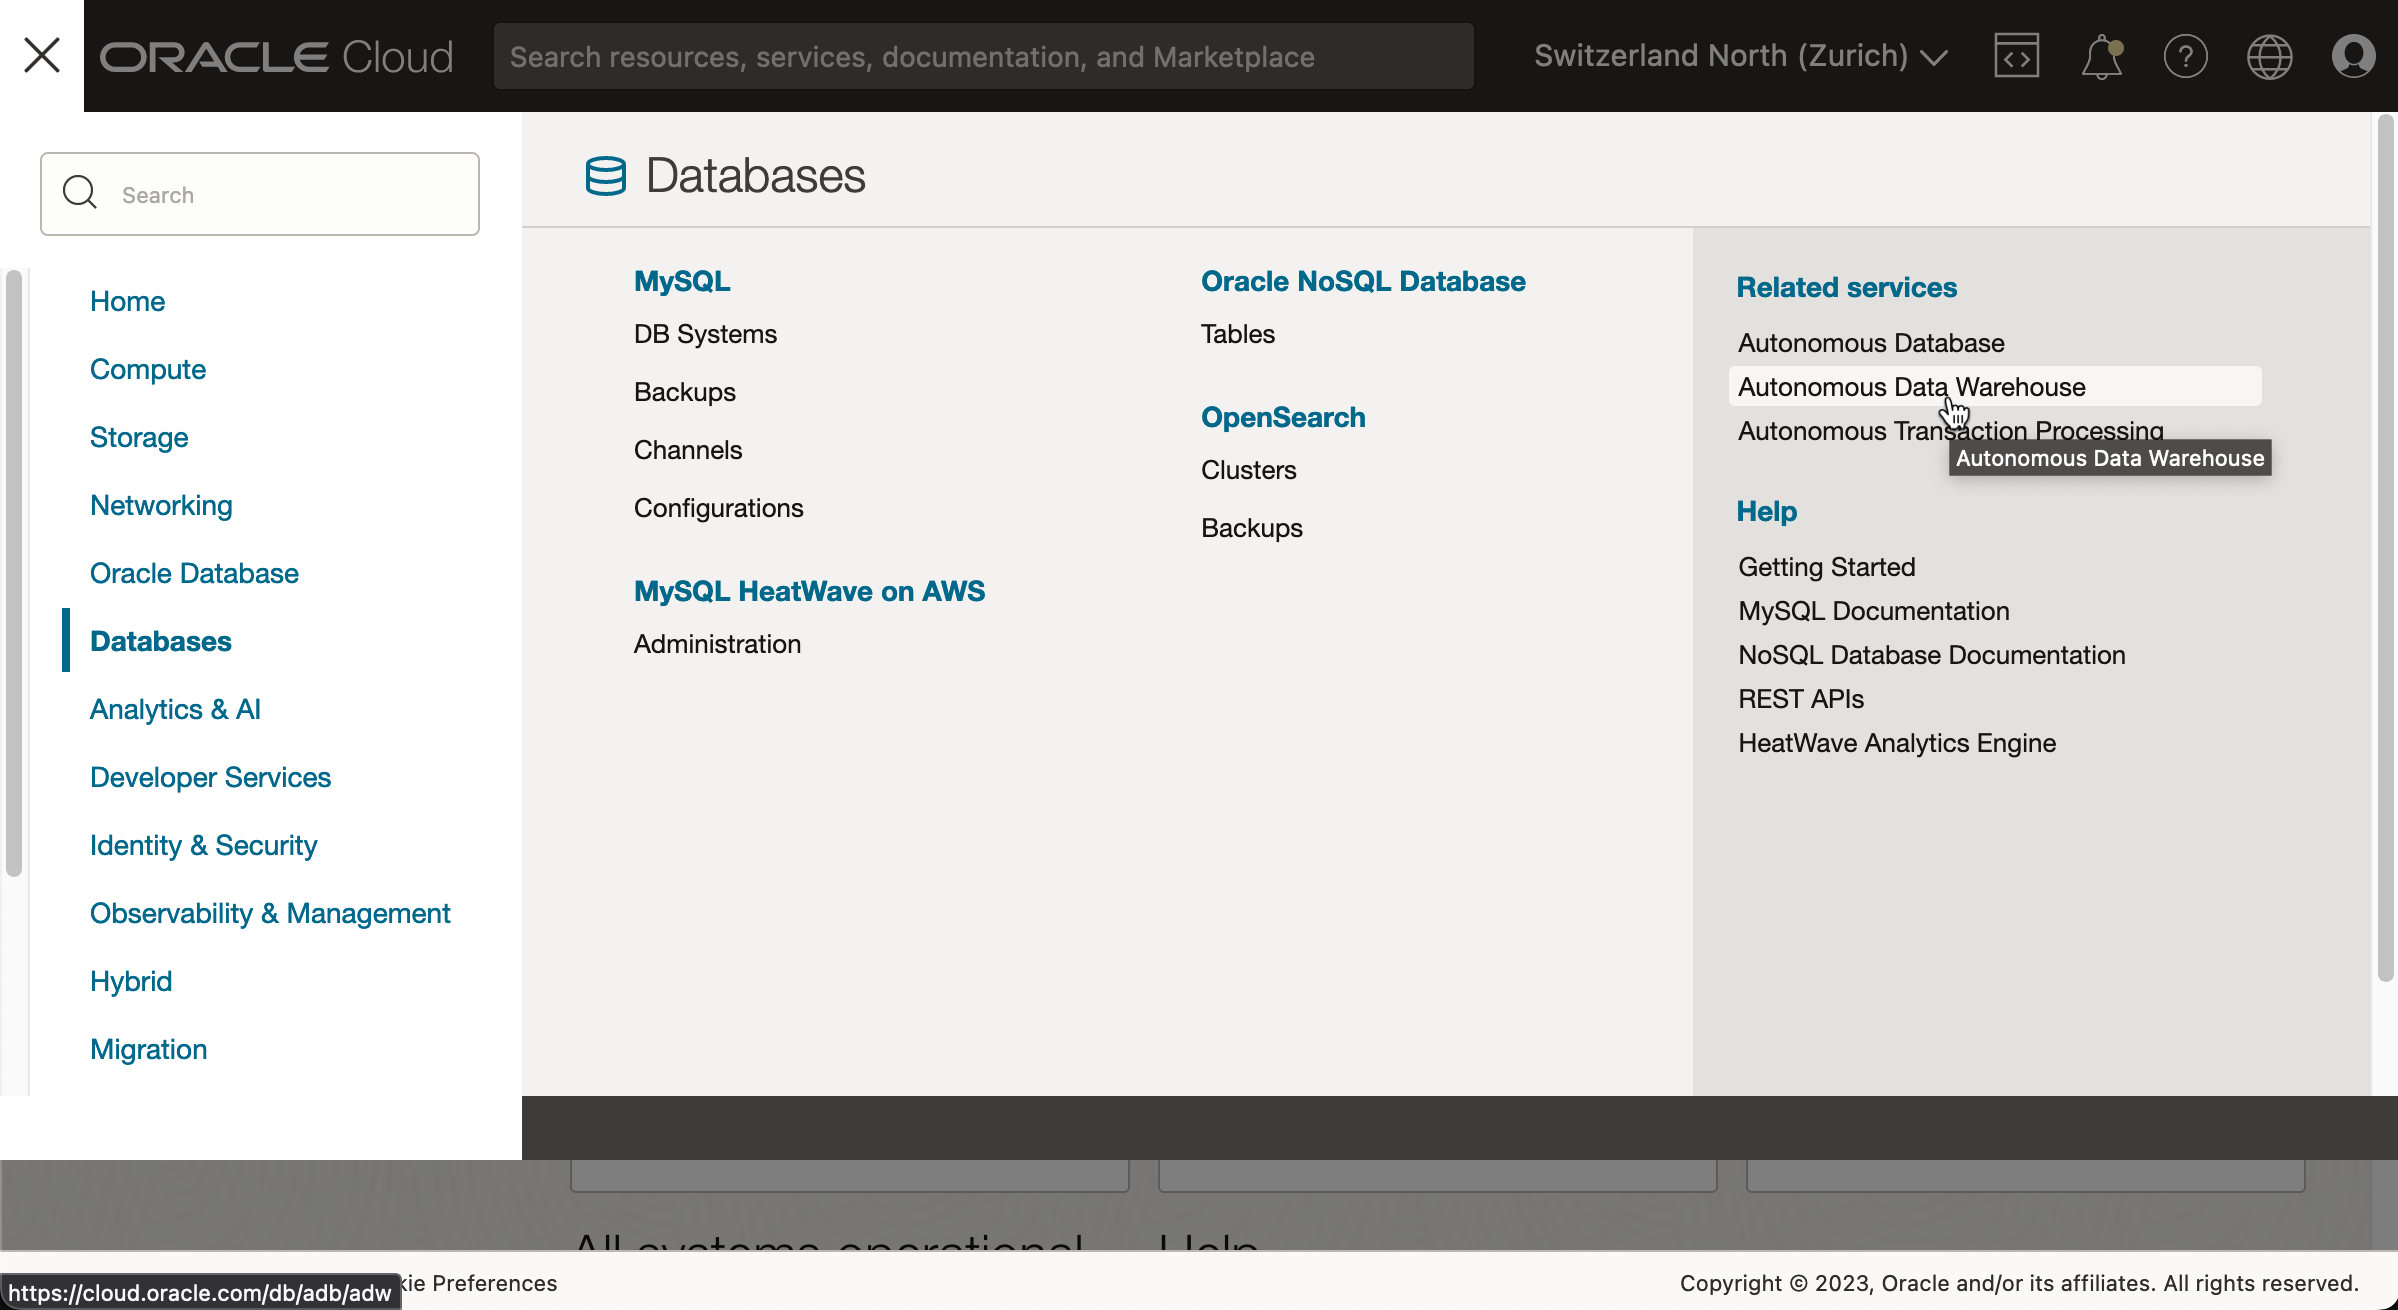 ORACLE Cloud
Search resources, services, documentation, and Marketplace
Switzerland North (Zurich)
Search
Home
Compute
Storage
Networking
Oracle Database
Databases
Analytics & AI
Developer Services
Identity & Security
Observability & Management
Hybrid
Migration
Databases
MySQL
DB Systems
Backups
Channels
Configurations
MySQL HeatWave on AWS
Administration
Oracle NoSQL Database
Tables
OpenSearch
Clusters
Backups
Related services
Autonomous Database
Autonomous Data Warehouse
Autonomous Transaction Processing
Autonomous Data Warehouse
Help
Getting Started
MySQL Documentation
NoSQL Database Documentation
REST APIs
HeatWave Analytics Engine
All systems operational
Help
https://cloud.oracle.com/db/adb/adw
kie Preferences
Copyright © 2023, Oracle and/or its affiliates. All rights reserved.